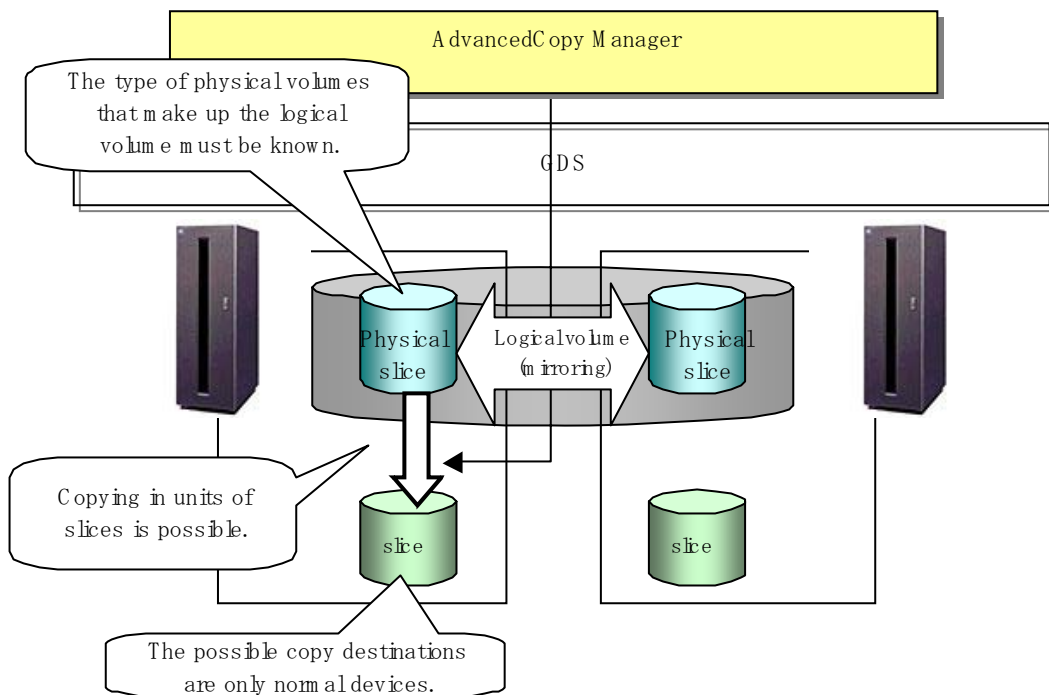 AdvancedCopy Manager
The type of physical volumes
that make up the logical
volume must be known.
GDS
Physical
slice
Logical volume
(mirroring)
Physical
slice
Copying in units of
slices is possible.
slice
slice
The possible copy destinations
are only normal devices.